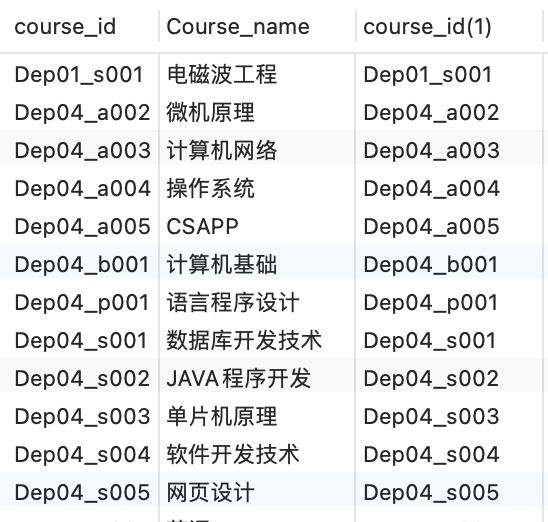 course_id Course_name course_id(1)
Dep01_s001 电磁波工程 Dep01_s001
Dep04_a002 微机原理 Dep04_a002
Dep04_a003 计算机网络 Dep04_a003
Dep04_a004 操作系统 Dep04_a004
Dep04_a005 CSAPP Dep04_a005
Dep04_b001 计算机基础 Dep04_b001
Dep04_p001 语言程序设计 Dep04_p001
Dep04_s001 数据库开发技术 Dep04_s001
Dep04_s002 JAVA程序开发 Dep04_s002
Dep04_s003 单片机原理 Dep04_s003
Dep04_s004 软件开发技术 Dep04_s004
Dep04_s005 网页设计 Dep04_s005